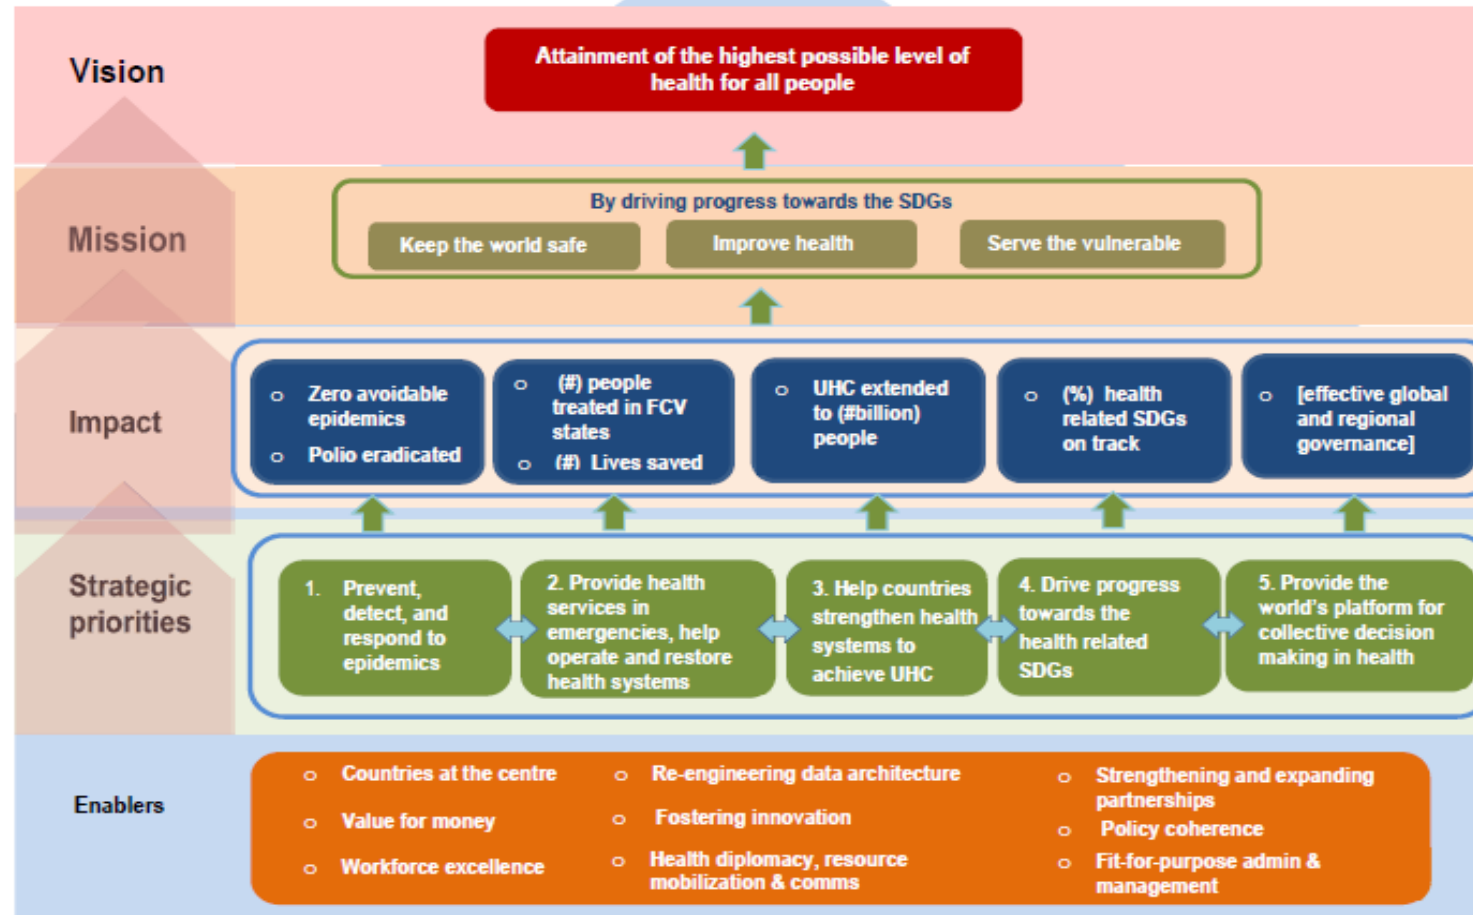 Vision
Attainment of the highest possible level of
health for all people
Mission
By driving progress towards the SDGs
Keep the world safe
Improve health
Serve the vulnerable
Impact
o Zero avoidable
epidemics
o Polio eradicated
o (#) people
treated in FCV
states
o (#) Lives saved
o UHC extended
to (#billion)
people
o (%) health
related SDGs
on track
o [effective global
and regional
governance]
Strategic
priorities
1. Prevent,
detect, and
respond to
epidemics
2. Provide health
services in
emergencies, help
operate and restore
health systems
3. Help countries
strengthen health
systems to
achieve UHC
4. Drive progress
towards the
health related
SDGs
5. Provide the
world's platform for
collective decision
making in health
Enablers
o Countries at the centre
o Value for money
o Workforce excellence
o Re-engineering data architecture
o Fostering innovation
o Health diplomacy, resource
mobilization & comms
o Strengthening and expanding
partnerships
o Policy coherence
o Fit-for-purpose admin &
management